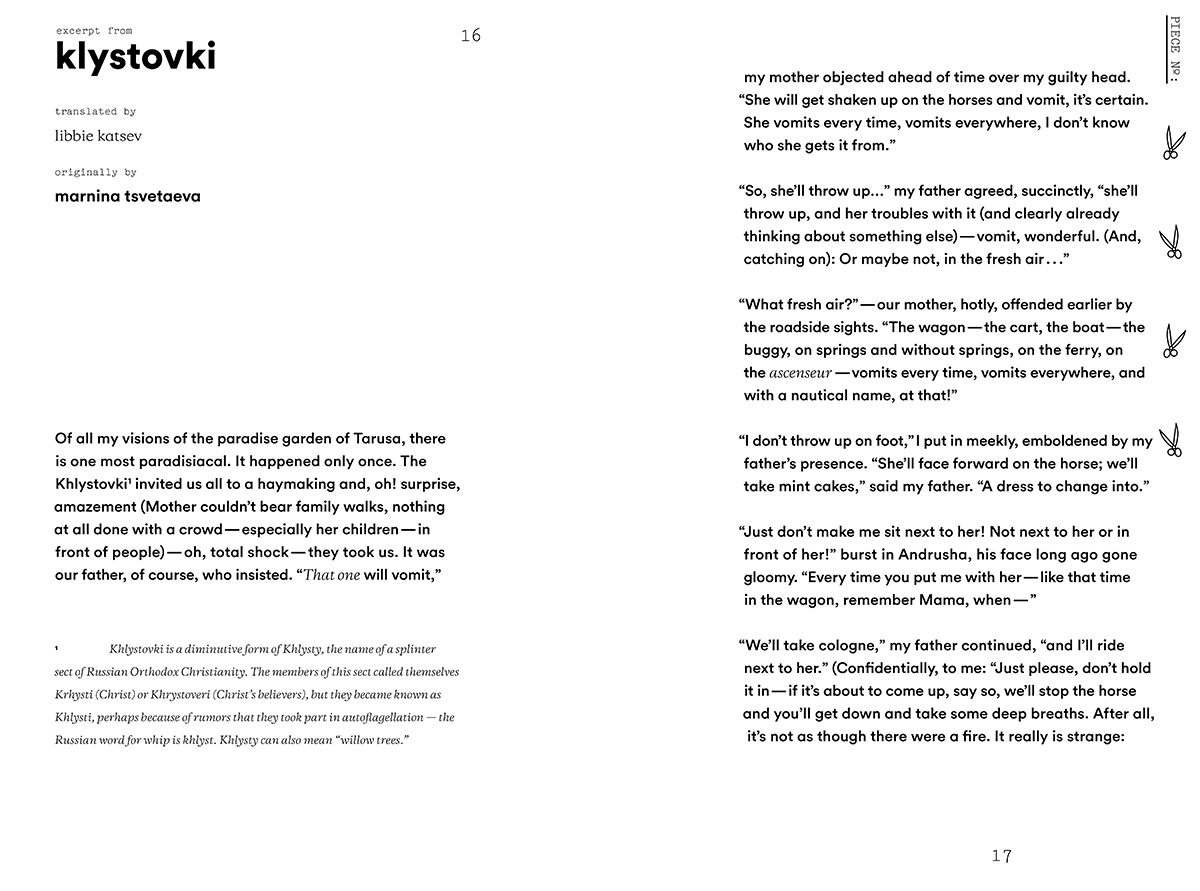 excerpt from
klystovki
translated by
libbie katsev
originally by
marnina tsvetaeva
16
Of all my visions of the paradise garden of Tarusa, there
is one most paradisiacal. It happened only once. The
Khlystovki¹ invited us all to a haymaking and, oh! surprise,
amazement (Mother couldn’t bear family walks, nothing
at all done with a crowd — especially her children — in
front of people) — oh, total shock — they took us. It was
our father, of course, who insisted. “That one will vomit,”
¹ Khlystovki is a diminutive form of Khlysty, the name of a splinter
sect of Russian Orthodox Christianity. The members of this sect called themselves
Krhysti (Christ) or Khrystoveri (Christ’s believers), but they became known as
Khlysti, perhaps because of rumors that they took part in autoflagellation — the
Russian word for whip is khlyst. Khlysty can also mean “willow trees.”
my mother objected ahead of time over my guilty head.
“She will get shaken up on the horses and vomit, it’s certain.
She vomits every time, vomits everywhere, I don’t know
who she gets it from.”
“So, she’ll throw up...” my father agreed, succinctly, “she’ll
throw up, and her troubles with it (and clearly already
thinking about something else) — vomit, wonderful. (And,
catching on): Or maybe not, in the fresh air . . .”
“What fresh air?” — our mother, hotly, offended earlier by
the roadside sights. “The wagon — the cart, the boat — the
buggy, on springs and without springs, on the ferry, on
the ascenseur — vomits every time, vomits everywhere, and
with a nautical name, at that!”
“I don’t throw up on foot,” I put in meekly, emboldened by my
father’s presence. “She’ll face forward on the horse; we’ll
take mint cakes,” said my father. “A dress to change into.”
“Just don’t make me sit next to her! Not next to her or in
front of her!” burst in Andrusha, his face long ago gone
gloomy. “Every time you put me with her — like that time
in the wagon, remember Mama, when — ”
“We’ll take cologne,” my father continued, “and I’ll ride
next to her.” (Confidentially, to me: “Just please, don’t hold
it in — if it’s about to come up, say so, we’ll stop the horse
and you’ll get down and take some deep breaths. After all,
it’s not as though there were a fire. It really is strange:
17
PIECE Nº: